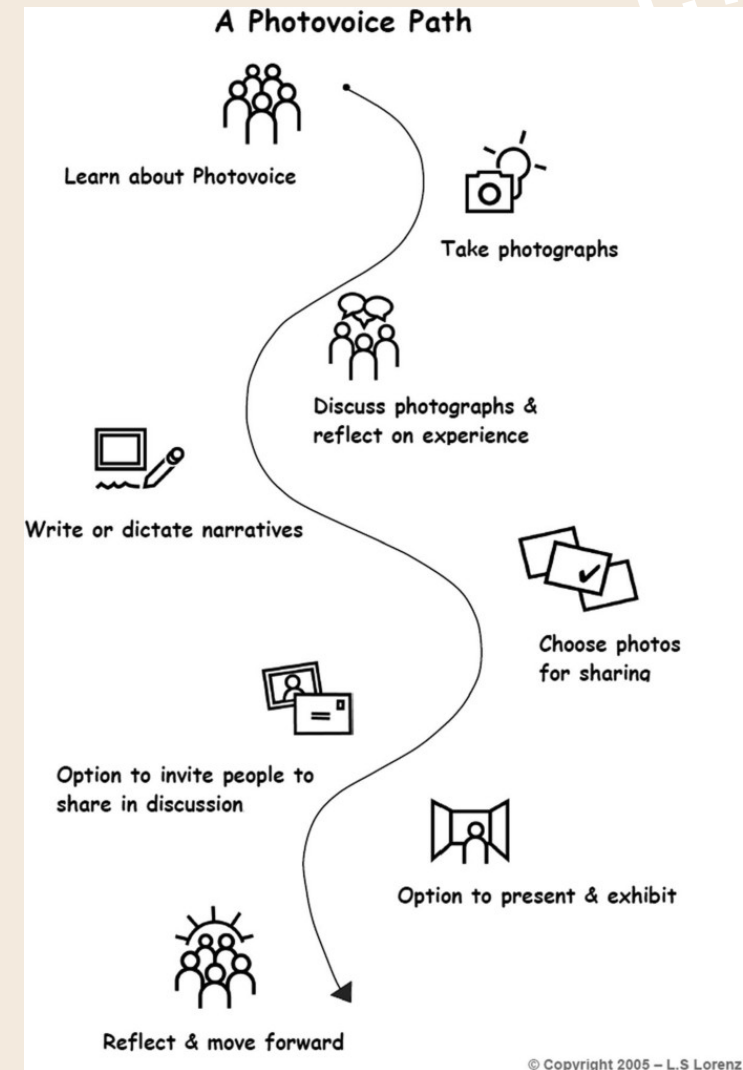 A Photovoice Path
Learn about Photovoice
Take photographs
Discuss photographs &
reflect on experience
Write or dictate narratives
Choose photos
for sharing
Option to invite people to
share in discussion
Option to present & exhibit
Reflect & move forward
© Copyright 2005 – L.S Lorenz